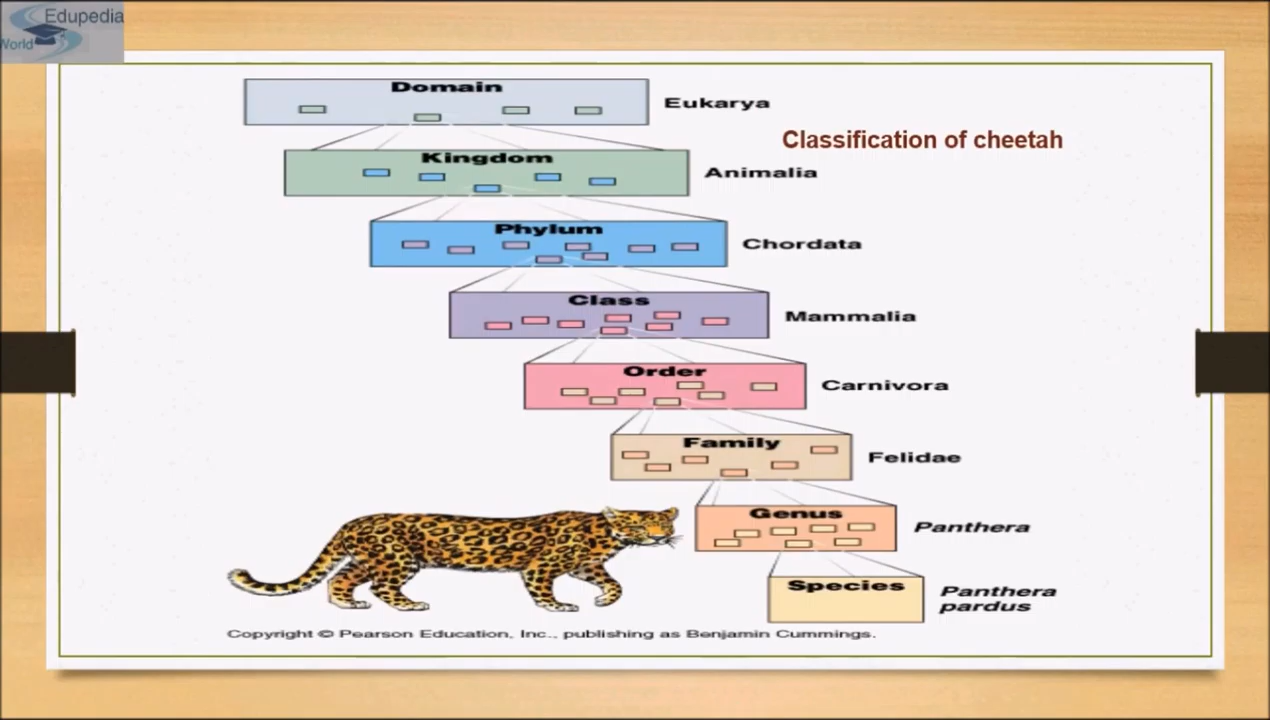 Edupedia
World
Domain
Eukarya
Classification of cheetah
Kingdom
Animalia
Phylum
Chordata
Class
Mammalia
Order
Carnivora
Family
Felidae
Genus
Panthera
Species
Panthera
pardus
Copyright © Pearson Education, Inc., publishing as Benjamin Cummings.